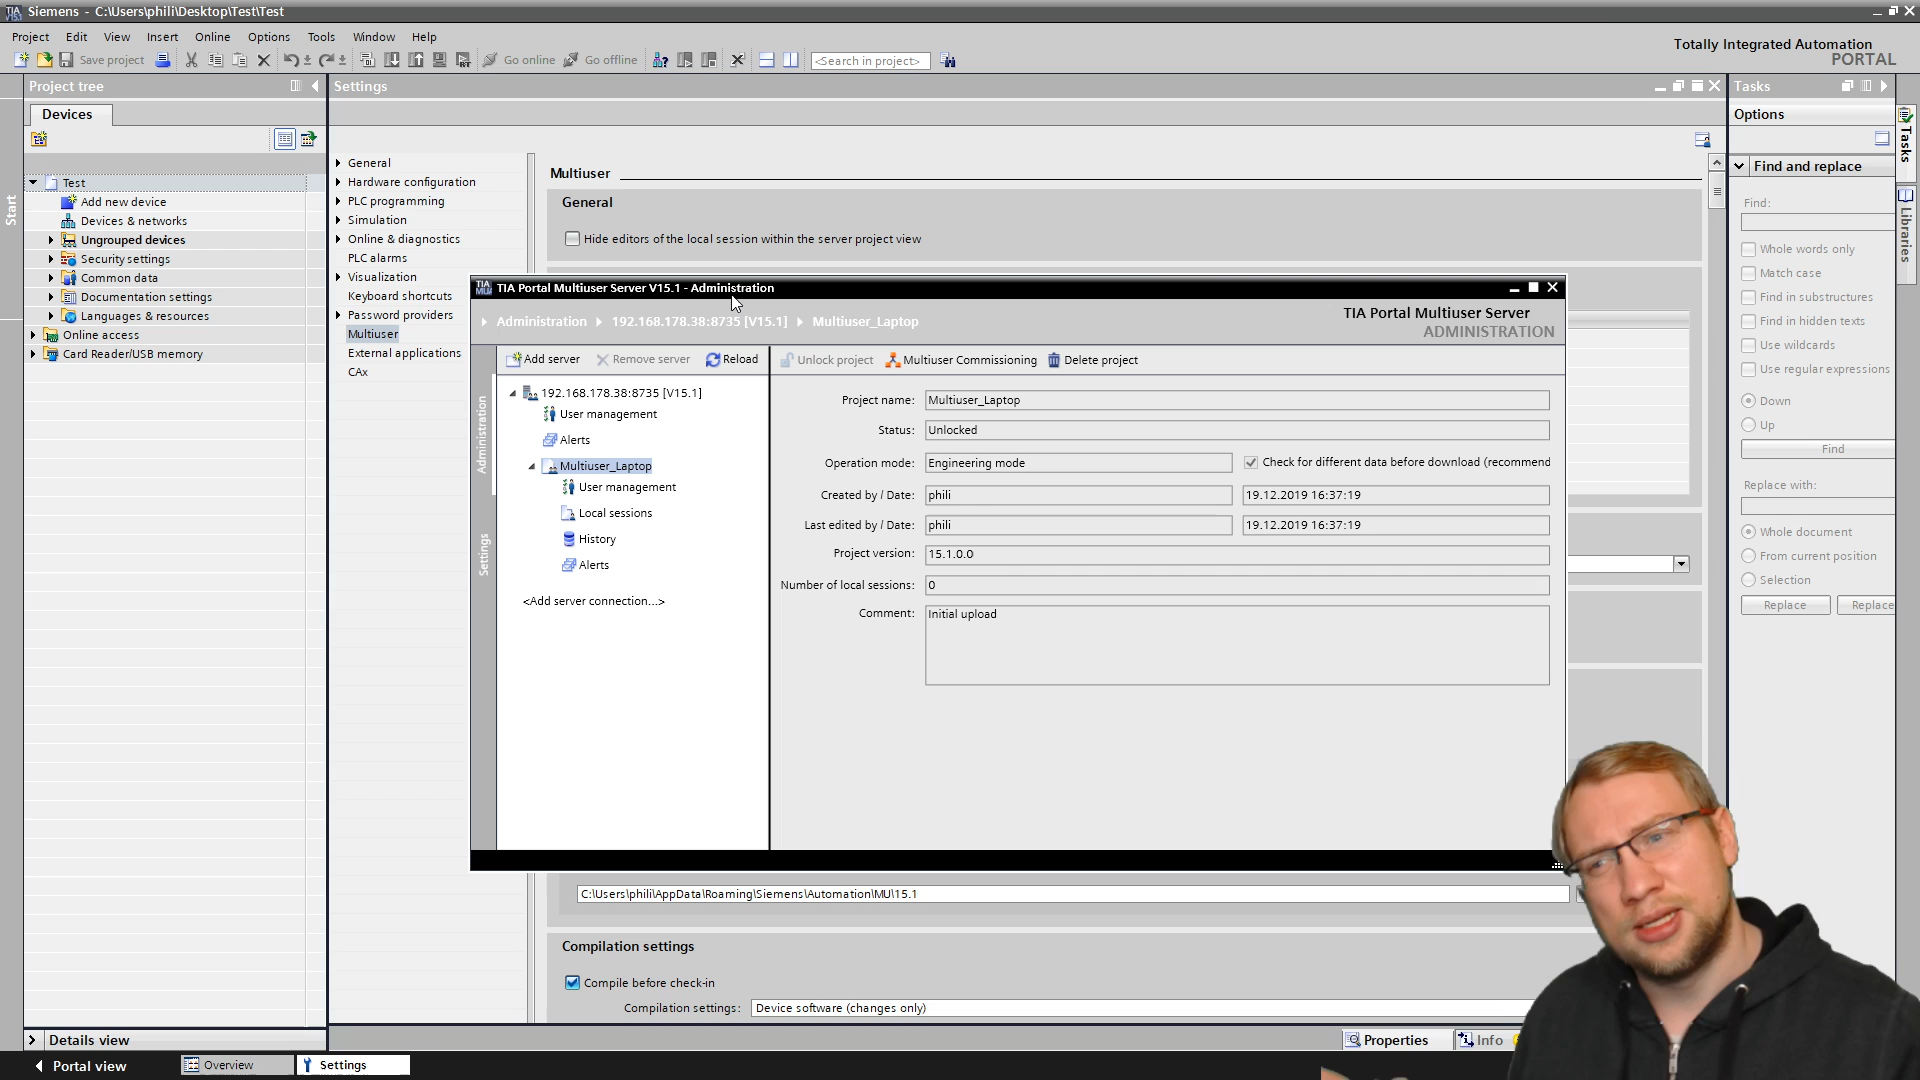 Siemens - C:\Users\phili\Desktop\Test\Test
Project Edit View Insert Online Options Tools Window Help
Totally Integrated Automation
PORTAL
Save project
Go online
Go offline
<Search in project>
Project tree
Devices
Start
Test
Add new device
Devices & networks
Ungrouped devices
Security settings
Common data
Documentation settings
Languages & resources
Online access
Card Reader/USB memory
Details view
Portal view
Overview
Settings
Settings
General
Hardware configuration
PLC programming
Simulation
Online & diagnostics
PLC alarms
Visualization
Keyboard shortcuts
Password providers
Multiuser
External applications
CAx
Multiuser
General
Hide editors of the local session within the server project view
TIA Portal Multiuser Server V15.1 - Administration
Administration
192.168.178.38:8735 [V15.1]
Multiuser_Laptop
TIA Portal Multiuser Server
ADMINISTRATION
Add server
Remove server
Reload
Unlock project
Multiuser Commissioning
Delete project
Administration
Settings
192.168.178.38:8735 [V15.1]
User management
Alerts
Multiuser_Laptop
User management
Local sessions
History
Alerts
<Add server connection...>
Project name: Multiuser_Laptop
Status: Unlocked
Operation mode: Engineering mode
Check for different data before download (recommend
Created by / Date: phili 19.12.2019 16:37:19
Last edited by / Date: phili 19.12.2019 16:37:19
Project version: 15.1.0.0
Number of local sessions: 0
Comment: Initial upload
C:\Users\phili\AppData\Roaming\Siemens\Automation\MU\15.1
Compilation settings
Compile before check-in
Compilation settings: Device software (changes only)
Properties
Info
Tasks
Options
Find and replace
Find:
Whole words only
Match case
Find in substructures
Find in hidden texts
Use wildcards
Use regular expressions
Down
Up
Find
Replace with:
Whole document
From current position
Selection
Replace
Replace
Tasks
Libraries